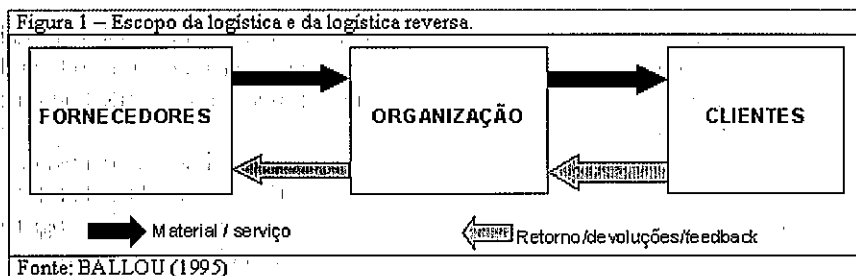 Figura 1 – Escopo da logística e da logística reversa.
FORNECEDORES
ORGANIZAÇÃO
CLIENTES
Material / serviço
Retorno/devoluções/feedback
Fonte: BALLOU (1995)